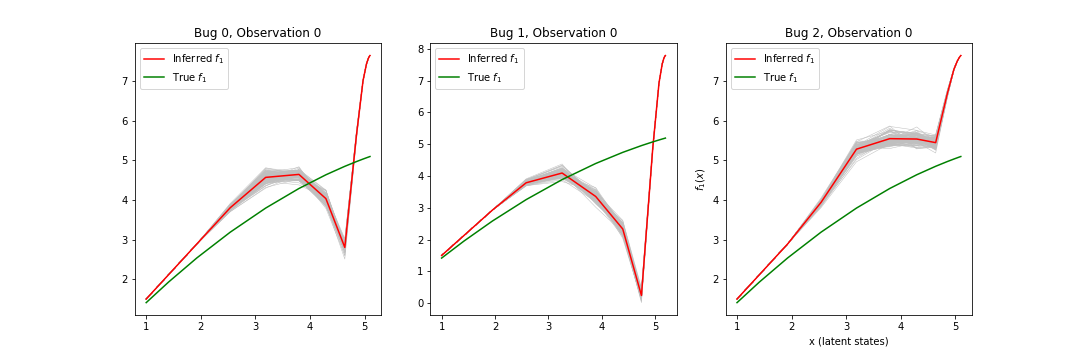 Bug 0, Observation 0
Inferred f₁
True f₁
7
6
5
4
3
2
1 2 3 4 5
Bug 1, Observation 0
Inferred f₁
True f₁
8
7
6
5
4
3
2
1
0
1 2 3 4 5
Bug 2, Observation 0
Inferred f₁
True f₁
f₁(x)
7
6
5
4
3
2
1 2 3 4 5
x (latent states)